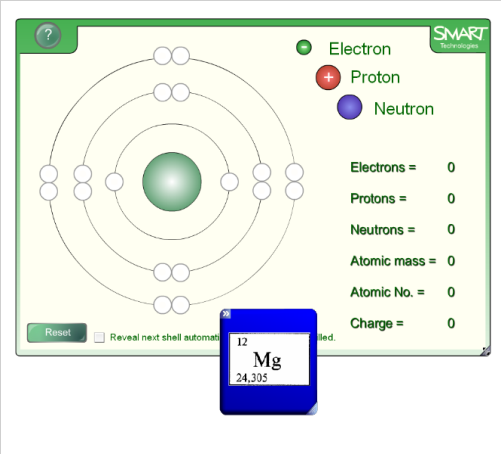 ?
SMART
Technologies
Electron
+ Proton
Neutron
Electrons = 0
Protons = 0
Neutrons = 0
Atomic mass = 0
Atomic No. = 0
Charge = 0
Reset
Reveal next shell automati lled.
12
Mg
24,305